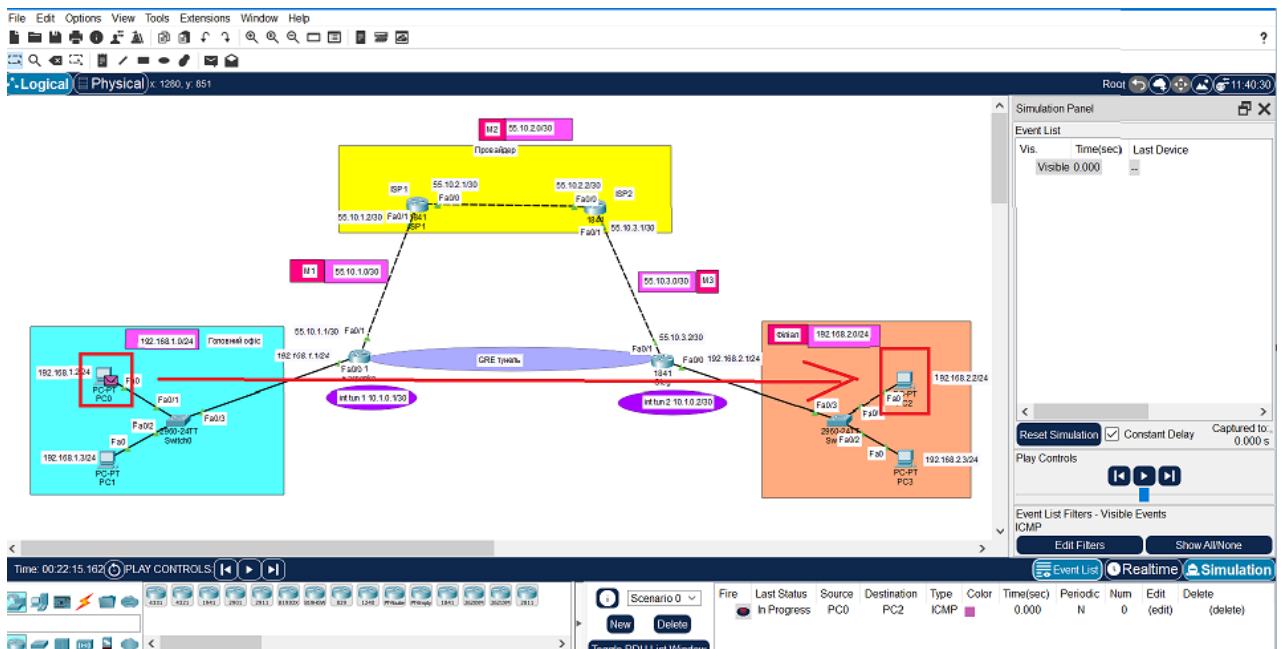 File Edit Options View Tools Extensions Window Help
?
Logical Physical x: 1280, y: 851
Root 11:40:30
M2 55.10.2.0/30
Провайдер
ISP1 55.10.2.1/30 55.10.2.2/30 ISP2
Fa0/0 Fa0/0
55.10.1.2/30 Fa0/1 1841
ISP1
1841
Fa0/1 55.10.3.1/30
M1 55.10.1.0/30
55.10.3.0/30 M3
192.168.1.0/24 Головний офіс
55.10.1.1/30 Fa0/1
192.168.1.1/24
Fa0/0
GRE тунель
int tun 1 10.1.0.1/30
55.10.3.2/30
Fa0/1 Fa0/0 192.168.2.1/24
1841
int tun 2 10.1.0.2/30
Філіал 192.168.2.0/24
192.168.1.2/24
Fa0
PC-PT
PC0
Fa0/1
Fa0/2 Fa0/3
2960-24TT
Switch0
Fa0
192.168.1.3/24
PC-PT
PC1
192.168.2.2/24
Fa0
Fa0/3
2960-24TT
Fa0/2
Fa0
192.168.2.3/24
PC-PT
PC3
Simulation Panel
Event List
Vis. Time(sec) Last Device
Visible 0.000 --
Reset Simulation Constant Delay Captured to:
0.000 s
Play Controls
Event List Filters - Visible Events
ICMP
Edit Filters Show All/None
Time: 00:22:15.162 PLAY CONTROLS:
Event List Realtime Simulation
4331 4321 1941 2901 2911 829 1240 1841 2811
Scenario 0
New Delete
Toggle PDU List Window
Fire Last Status Source Destination Type Color Time(sec) Periodic Num Edit Delete
In Progress PC0 PC2 ICMP 0.000 N 0 (edit) (delete)